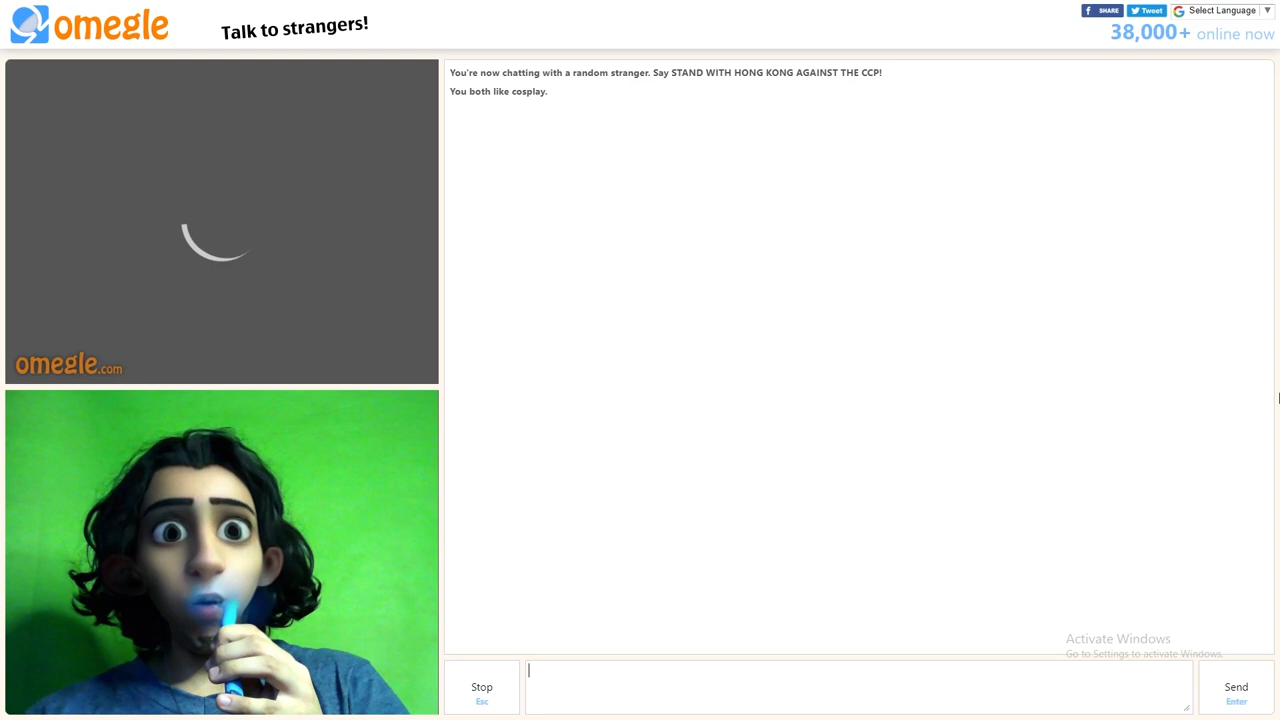 omegle
Talk to strangers!
SHARE
Tweet
Select Language ▼
38,000+ online now
You're now chatting with a random stranger. Say STAND WITH HONG KONG AGAINST THE CCP!
You both like cosplay.
omegle.com
Activate Windows
Go to Settings to activate Windows.
Stop
Esc
Send
Enter